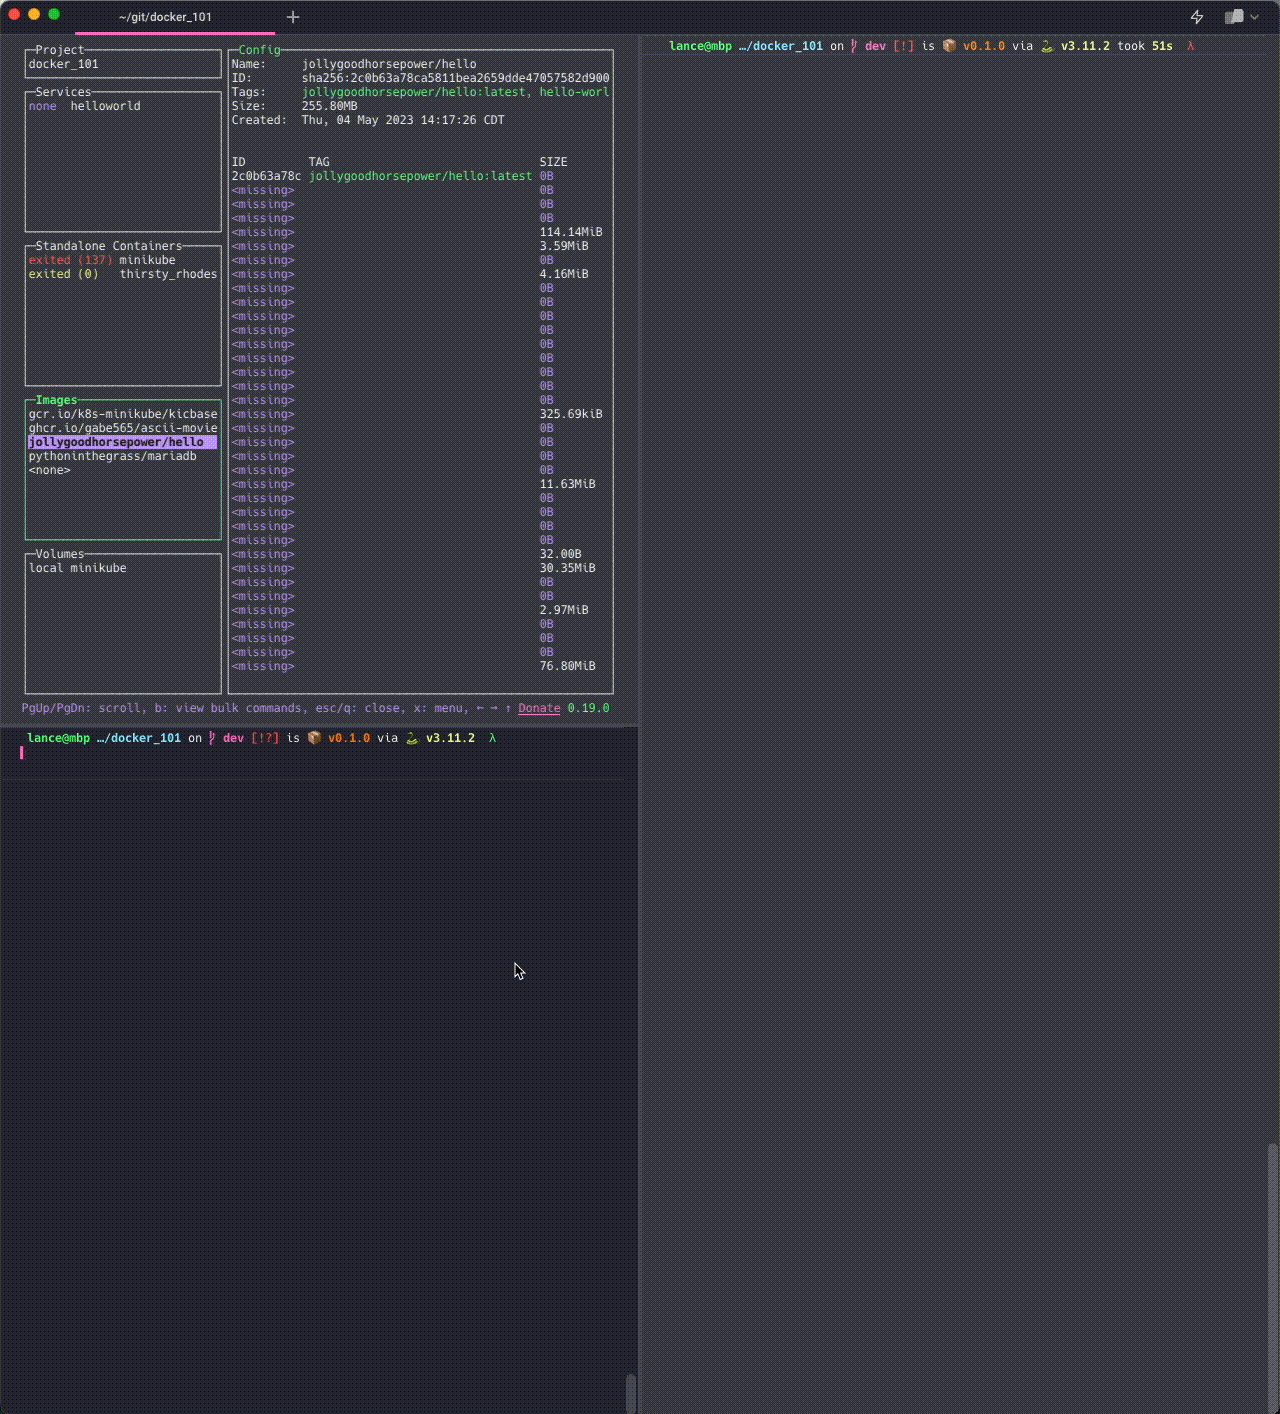 ~/git/docker_101
Project
docker_101
Services
none helloworld
Standalone Containers
exited (137) minikube
exited (0) thirsty_rhodes
Images
gcr.io/k8s-minikube/kicbase
ghcr.io/gabe565/ascii-movie
jollygoodhorsepower/hello
pythoninthegrass/mariadb
<none>
Volumes
local minikube
Config
Name: jollygoodhorsepower/hello
ID: sha256:2c0b63a78ca5811bea2659dde47057582d900
Tags: jollygoodhorsepower/hello:latest, hello-worl
Size: 255.80MB
Created: Thu, 04 May 2023 14:17:26 CDT
ID TAG SIZE
2c0b63a78c jollygoodhorsepower/hello:latest 0B
<missing> 0B
<missing> 0B
<missing> 0B
<missing> 114.14MiB
<missing> 3.59MiB
<missing> 0B
<missing> 4.16MiB
<missing> 0B
<missing> 0B
<missing> 0B
<missing> 0B
<missing> 0B
<missing> 0B
<missing> 0B
<missing> 0B
<missing> 325.69kiB
<missing> 0B
<missing> 0B
<missing> 0B
<missing> 0B
<missing> 11.63MiB
<missing> 0B
<missing> 0B
<missing> 0B
<missing> 0B
<missing> 32.00B
<missing> 30.35MiB
<missing> 0B
<missing> 0B
<missing> 2.97MiB
<missing> 0B
<missing> 0B
<missing> 0B
<missing> 76.80MiB
PgUp/PgDn: scroll, b: view bulk commands, esc/q: close, x: menu, ← → ↑ Donate 0.19.0
lance@mbp …/docker_101 on dev [!?] is 📦 v0.1.0 via 🐍 v3.11.2 λ
lance@mbp …/docker_101 on dev [!] is 📦 v0.1.0 via 🐍 v3.11.2 took 51s λ